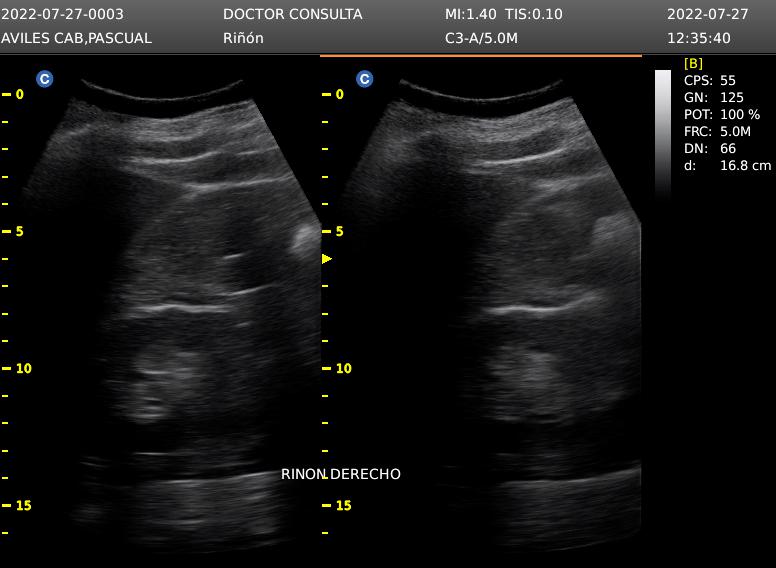 2022-07-27-0003 DOCTOR CONSULTA MI:1.40 TIS:0.10 2022-07-27
AVILES CAB,PASCUAL Riñón C3-A/5.0M 12:35:40
C C [B]
0 0 CPS: 55
GN: 125
POT: 100 %
FRC: 5.0M
DN: 66
d: 16.8 cm
5 5
10 10
RINON DERECHO
15 15